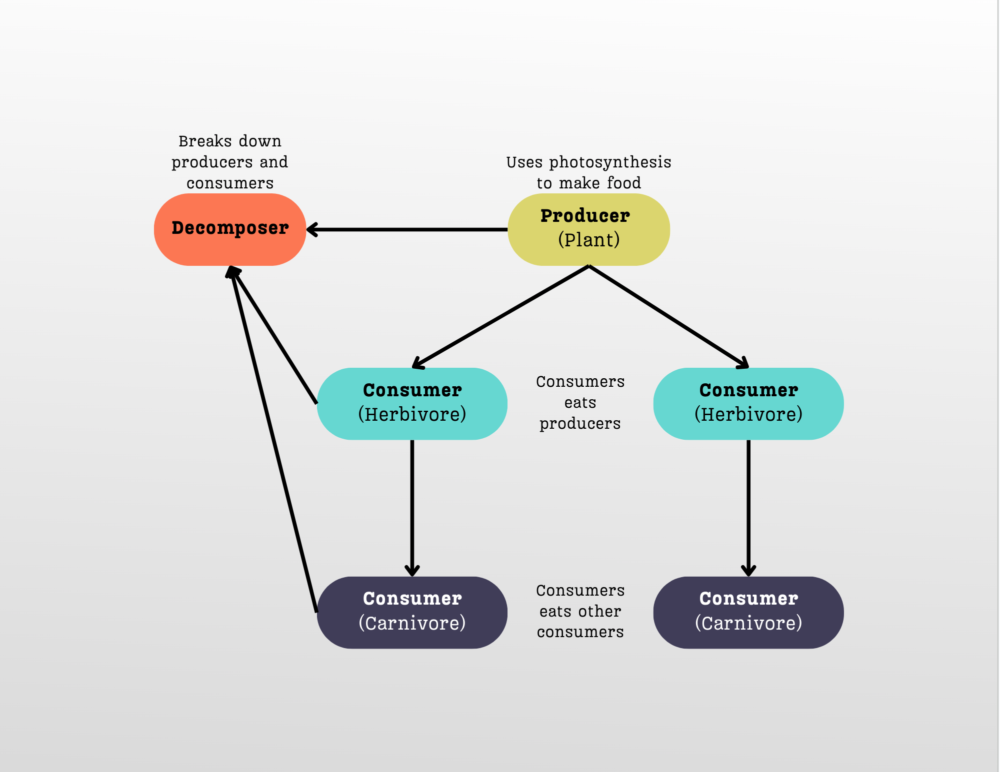 Breaks down
producers and
consumers
Decomposer
Uses photosynthesis
to make food
Producer
(Plant)
Consumer
(Herbivore)
Consumers
eats
producers
Consumer
(Herbivore)
Consumer
(Carnivore)
Consumers
eats other
consumers
Consumer
(Carnivore)